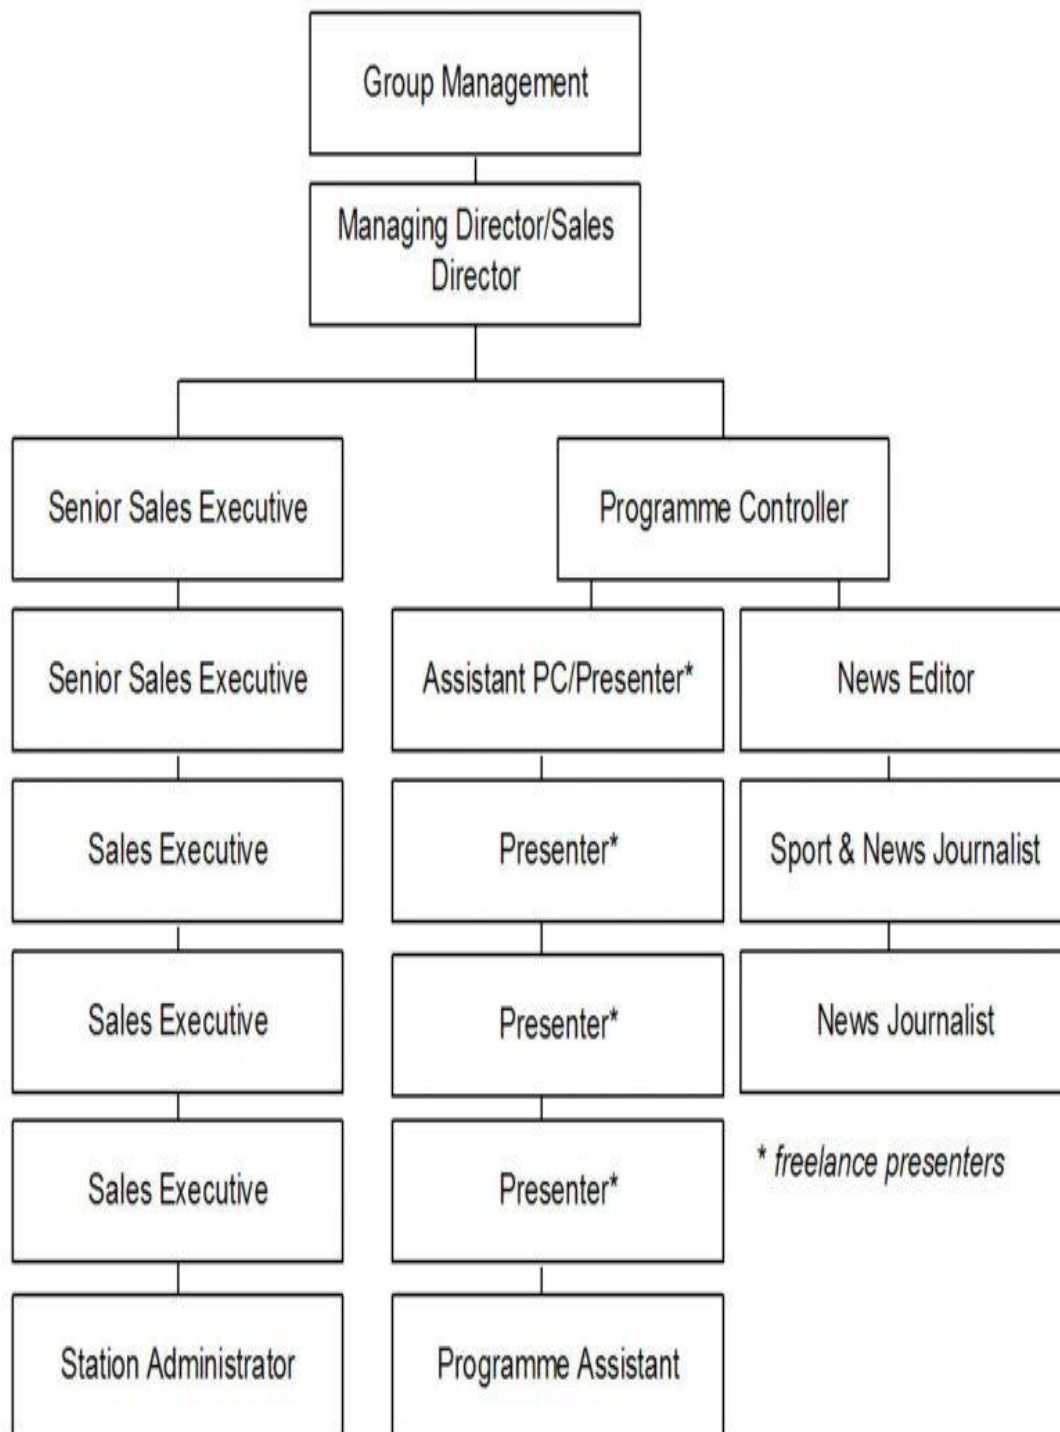 Group Management
Managing Director/Sales
Director
Senior Sales Executive
Programme Controller
Senior Sales Executive
Assistant PC/Presenter*
News Editor
Sales Executive
Presenter*
Sport & News Journalist
Sales Executive
Presenter*
News Journalist
Sales Executive
Presenter*
* freelance presenters
Station Administrator
Programme Assistant